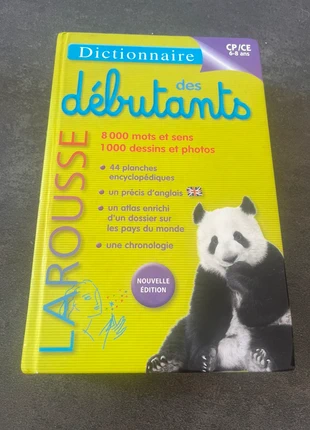 Dictionnaire
CP/CE
6-8 ans
des
débutants
8 000 mots et sens
1 000 dessins et photos
44 planches
encyclopédiques
un précis d'anglais
un atlas enrichi
d'un dossier sur
les pays du monde
une chronologie
NOUVELLE
ÉDITION
LAROUSSE